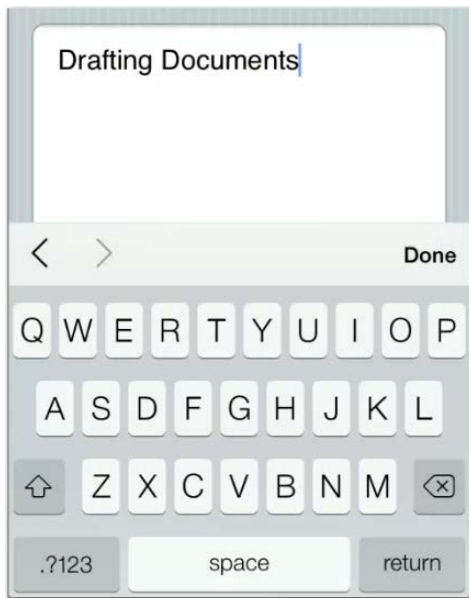 Drafting Documents
Done
Q W E R T Y U I O P
A S D F G H J K L
Z X C V B N M
.?123 space return